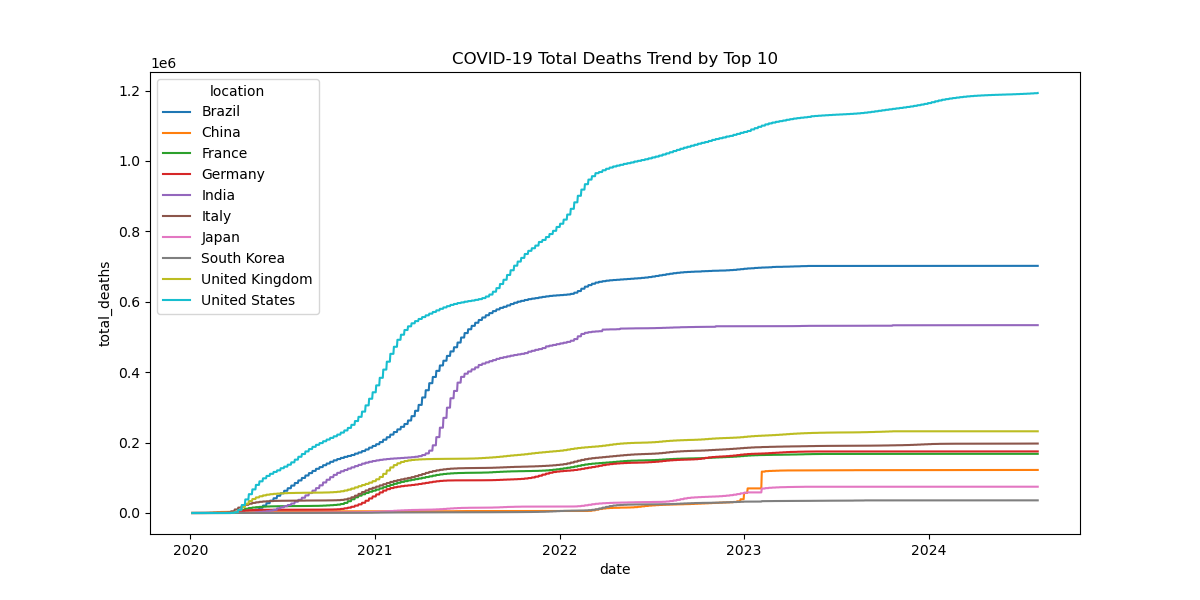 COVID-19 Total Deaths Trend by Top 10
1e6
location
Brazil
China
France
Germany
India
Italy
Japan
South Korea
United Kingdom
United States
total_deaths
1.2
1.0
0.8
0.6
0.4
0.2
0.0
2020
2021
2022
2023
2024
date